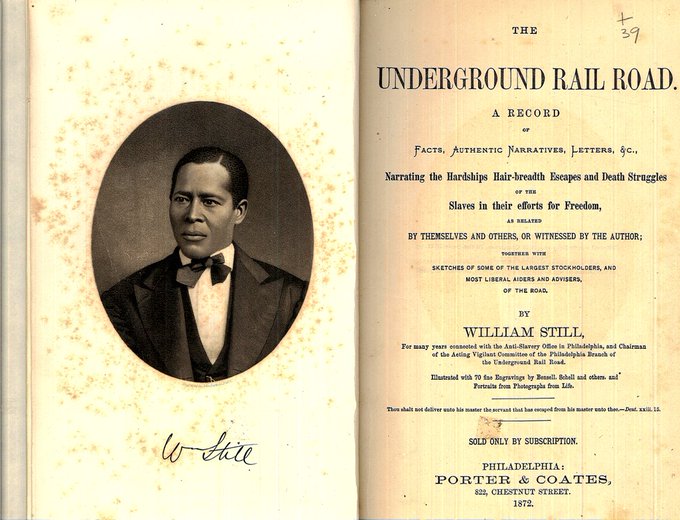 W Still
+
39
THE
UNDERGROUND RAIL ROAD.
A RECORD
OF
FACTS, AUTHENTIC NARRATIVES, LETTERS, &C.,
Narrating the Hardships Hair-breadth Escapes and Death Struggles
OF THE
Slaves in their efforts for Freedom,
AS RELATED
BY THEMSELVES AND OTHERS, OR WITNESSED BY THE AUTHOR;
TOGETHER WITH
SKETCHES OF SOME OF THE LARGEST STOCKHOLDERS, AND
MOST LIBERAL AIDERS AND ADVISERS,
OF THE ROAD.
BY
WILLIAM STILL,
For many years connected with the Anti-Slavery Office in Philadelphia, and Chairman
of the Acting Vigilant Committee of the Philadelphia Branch of
the Underground Rail Road.
Illustrated with 70 fine Engravings by Bensell, Schell and others, and
Portraits from Photographs from Life.
Thou shalt not deliver unto his master the servant that has escaped from his master unto thee.—Deut. xxiii. 15.
SOLD ONLY BY SUBSCRIPTION.
PHILADELPHIA:
PORTER & COATES,
822, CHESTNUT STREET.
1872.